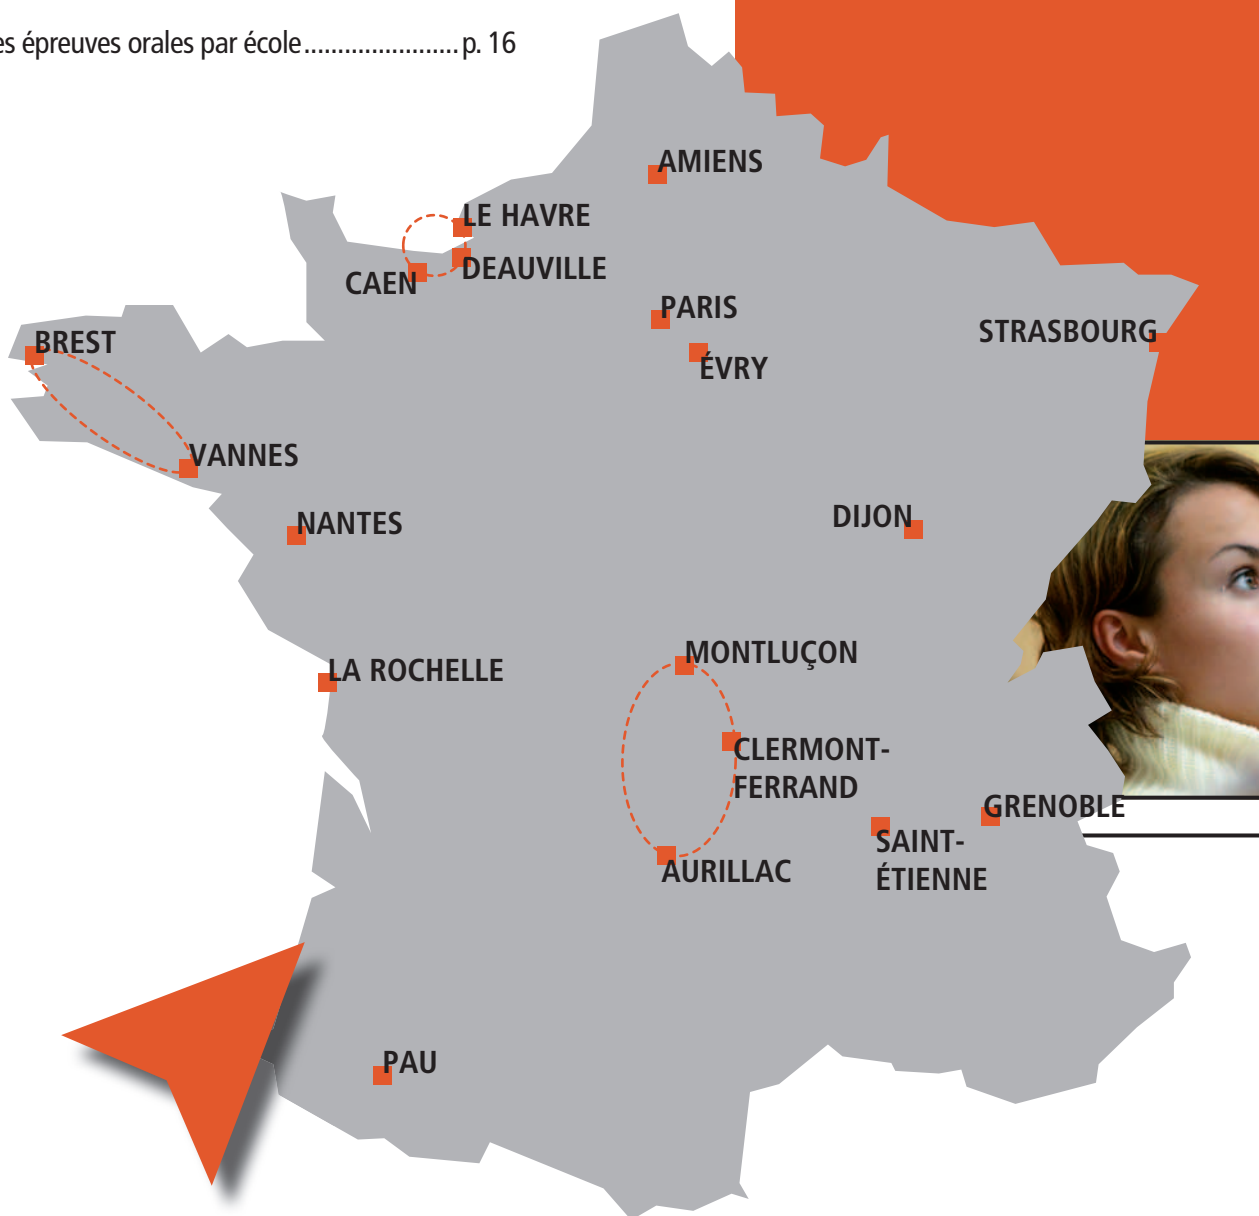 es épreuves orales par école.......................p. 16
AMIENS
LE HAVRE
DEAUVILLE
CAEN
PARIS
STRASBOURG
BREST
ÉVRY
VANNES
NANTES
DIJON
MONTLUÇON
LA ROCHELLE
CLERMONT-
FERRAND
GRENOBLE
SAINT-
ÉTIENNE
AURILLAC
PAU